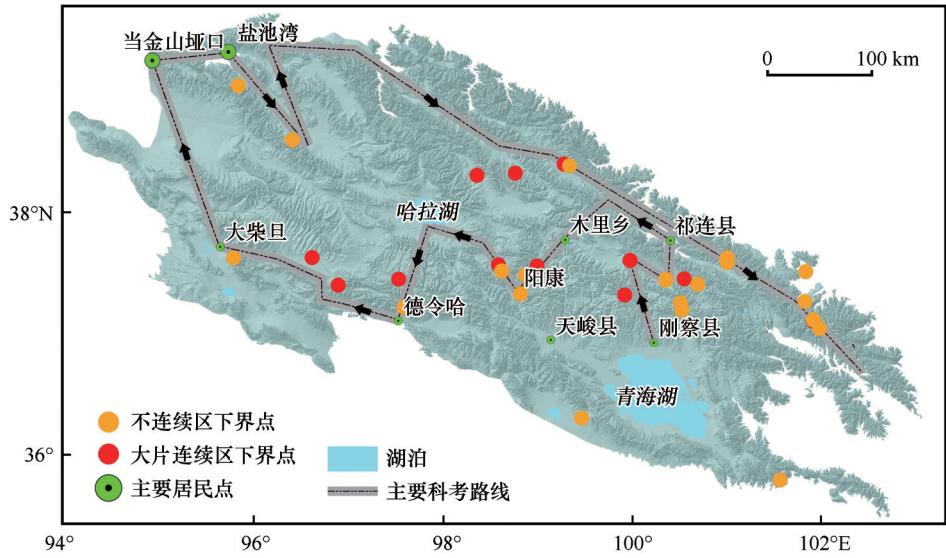 当金山垭口
盐池湾
0 100 km
38°N
哈拉湖
木里乡
祁连县
大柴旦
阳康
德令哈
天峻县
刚察县
青海湖
不连续区下界点
大片连续区下界点
湖泊
36°
主要居民点
主要科考路线
94° 96° 98° 100° 102°E